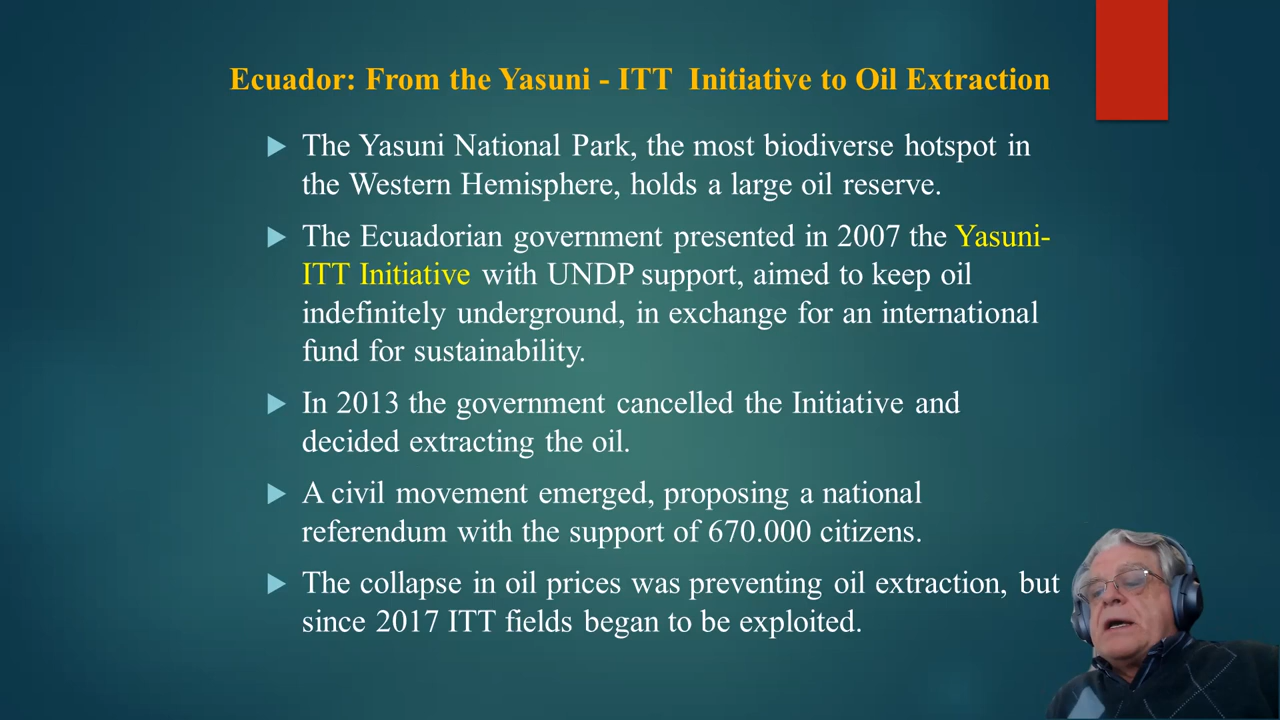 Ecuador: From the Yasuni - ITT Initiative to Oil Extraction
The Yasuni National Park, the most biodiverse hotspot in
the Western Hemisphere, holds a large oil reserve.
The Ecuadorian government presented in 2007 the Yasuni-
ITT Initiative with UNDP support, aimed to keep oil
indefinitely underground, in exchange for an international
fund for sustainability.
In 2013 the government cancelled the Initiative and
decided extracting the oil.
A civil movement emerged, proposing a national
referendum with the support of 670.000 citizens.
The collapse in oil prices was preventing oil extraction, but
since 2017 ITT fields began to be exploited.